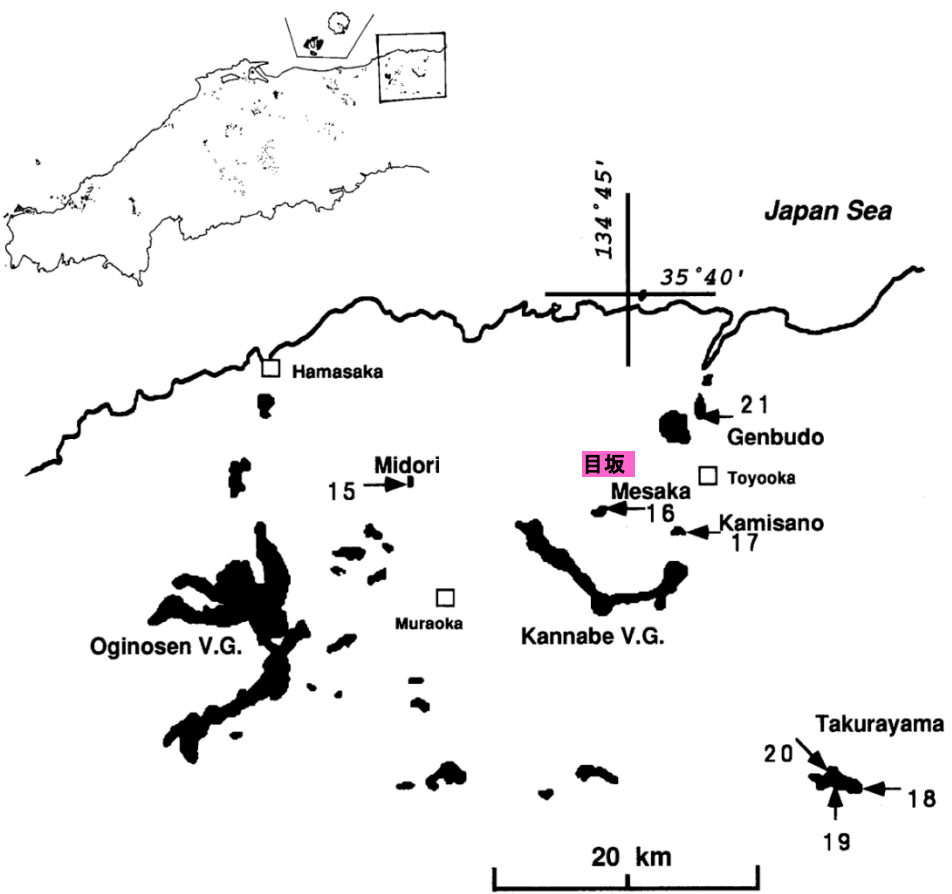 134°45'
Japan Sea
35°40'
Hamasaka
21
Genbudo
目坂
Midori
Toyooka
15
Mesaka
16
Kamisano
17
Muraoka
Oginosen V.G.
Kannabe V.G.
Takurayama
20
18
19
20 km